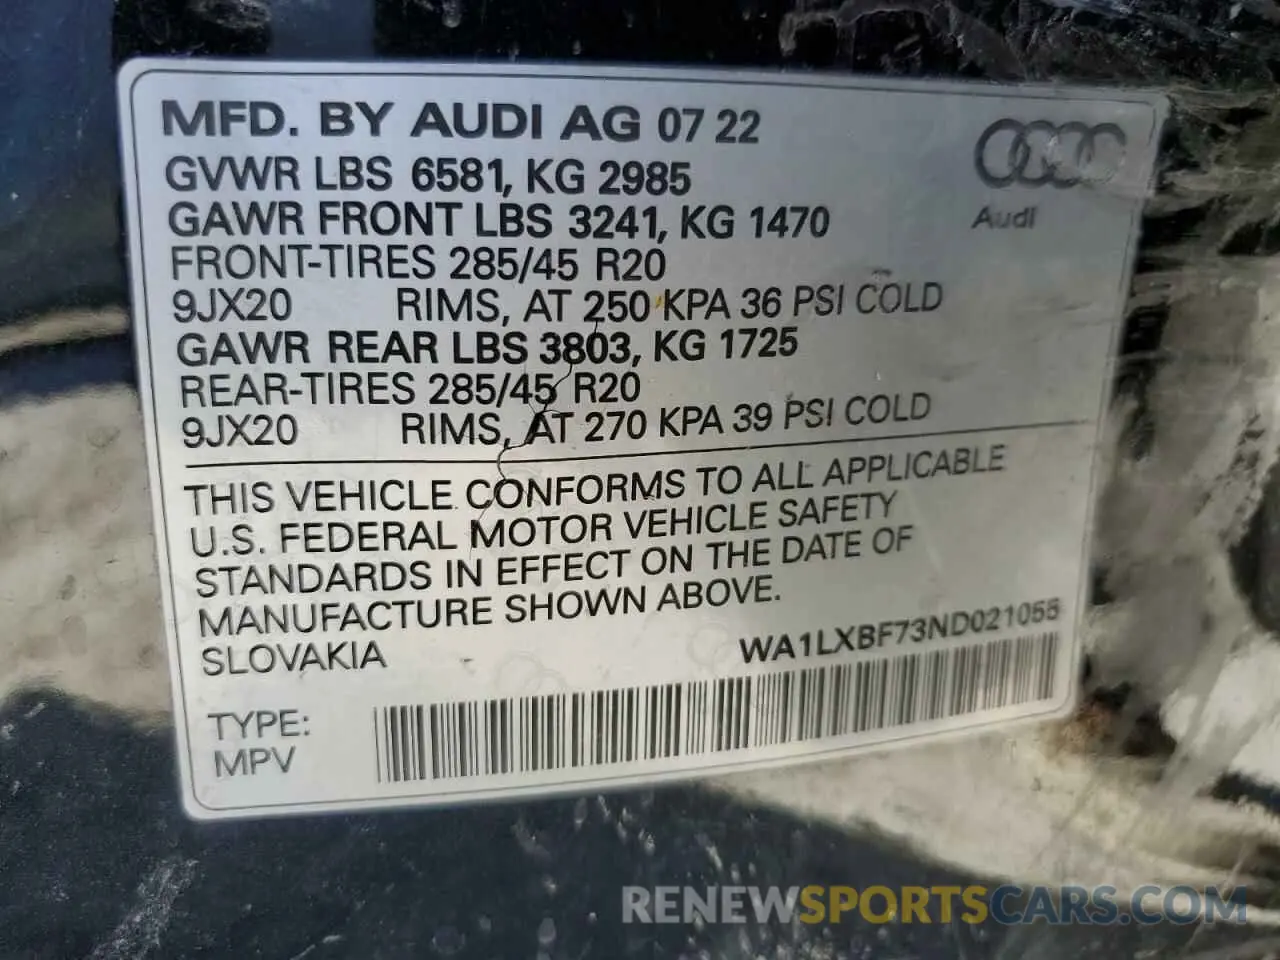 MFD. BY AUDI AG 07 22
GVWR LBS 6581, KG 2985
GAWR FRONT LBS 3241, KG 1470
FRONT-TIRES 285/45 R20
9JX20 RIMS, AT 250 KPA 36 PSI COLD
GAWR REAR LBS 3803, KG 1725
REAR-TIRES 285/45 R20
9JX20 RIMS, AT 270 KPA 39 PSI COLD
Audi
THIS VEHICLE CONFORMS TO ALL APPLICABLE
U.S. FEDERAL MOTOR VEHICLE SAFETY
STANDARDS IN EFFECT ON THE DATE OF
MANUFACTURE SHOWN ABOVE.
SLOVAKIA
WA1LXBF73ND021055
TYPE:
MPV
RENEWSPORTSCARS.COM